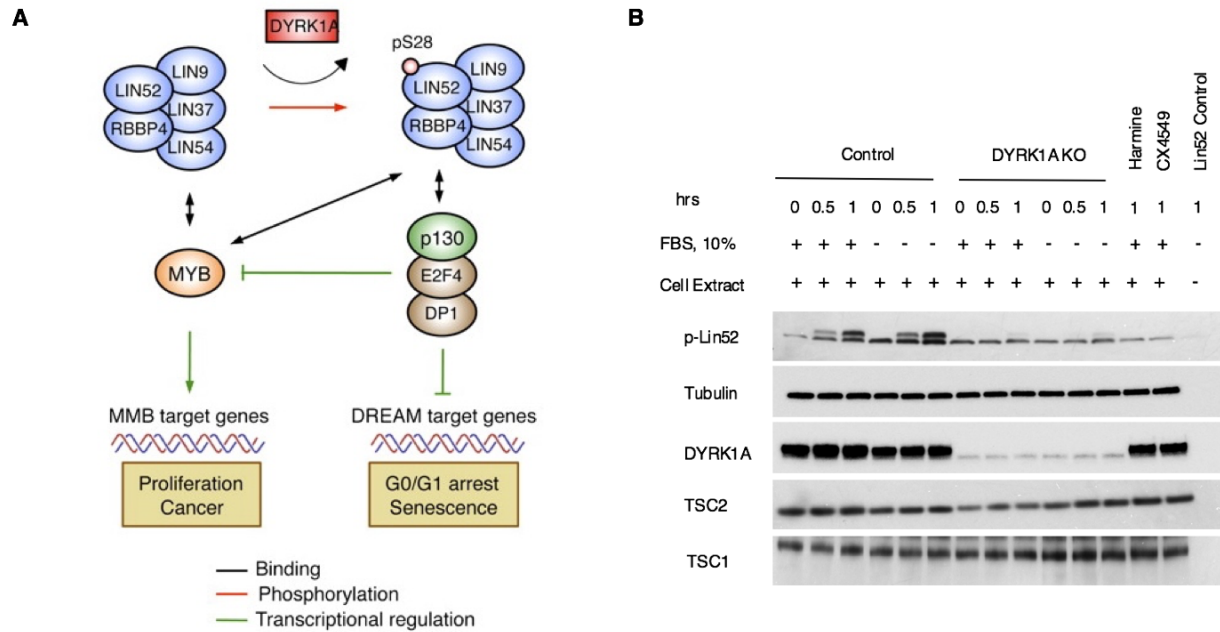 A
DYRK1A
pS28
LIN9
LIN52
LIN37
RBBP4
LIN54
LIN9
LIN52
LIN37
RBBP4
LIN54
MYB
p130
E2F4
DP1
MMB target genes
DREAM target genes
Proliferation
Cancer
G0/G1 arrest
Senescence
Binding
Phosphorylation
Transcriptional regulation
B
Control
DYRK1AKO
Harmine
CX4549
Lin52 Control
hrs 0 0.5 1 0 0.5 1 0 0.5 1 0 0.5 1 1 1 1
FBS, 10% + + + - - - + + + - - - + + -
Cell Extract + + + + + + + + + + + + + + -
p-Lin52
Tubulin
DYRK1A
TSC2
TSC1